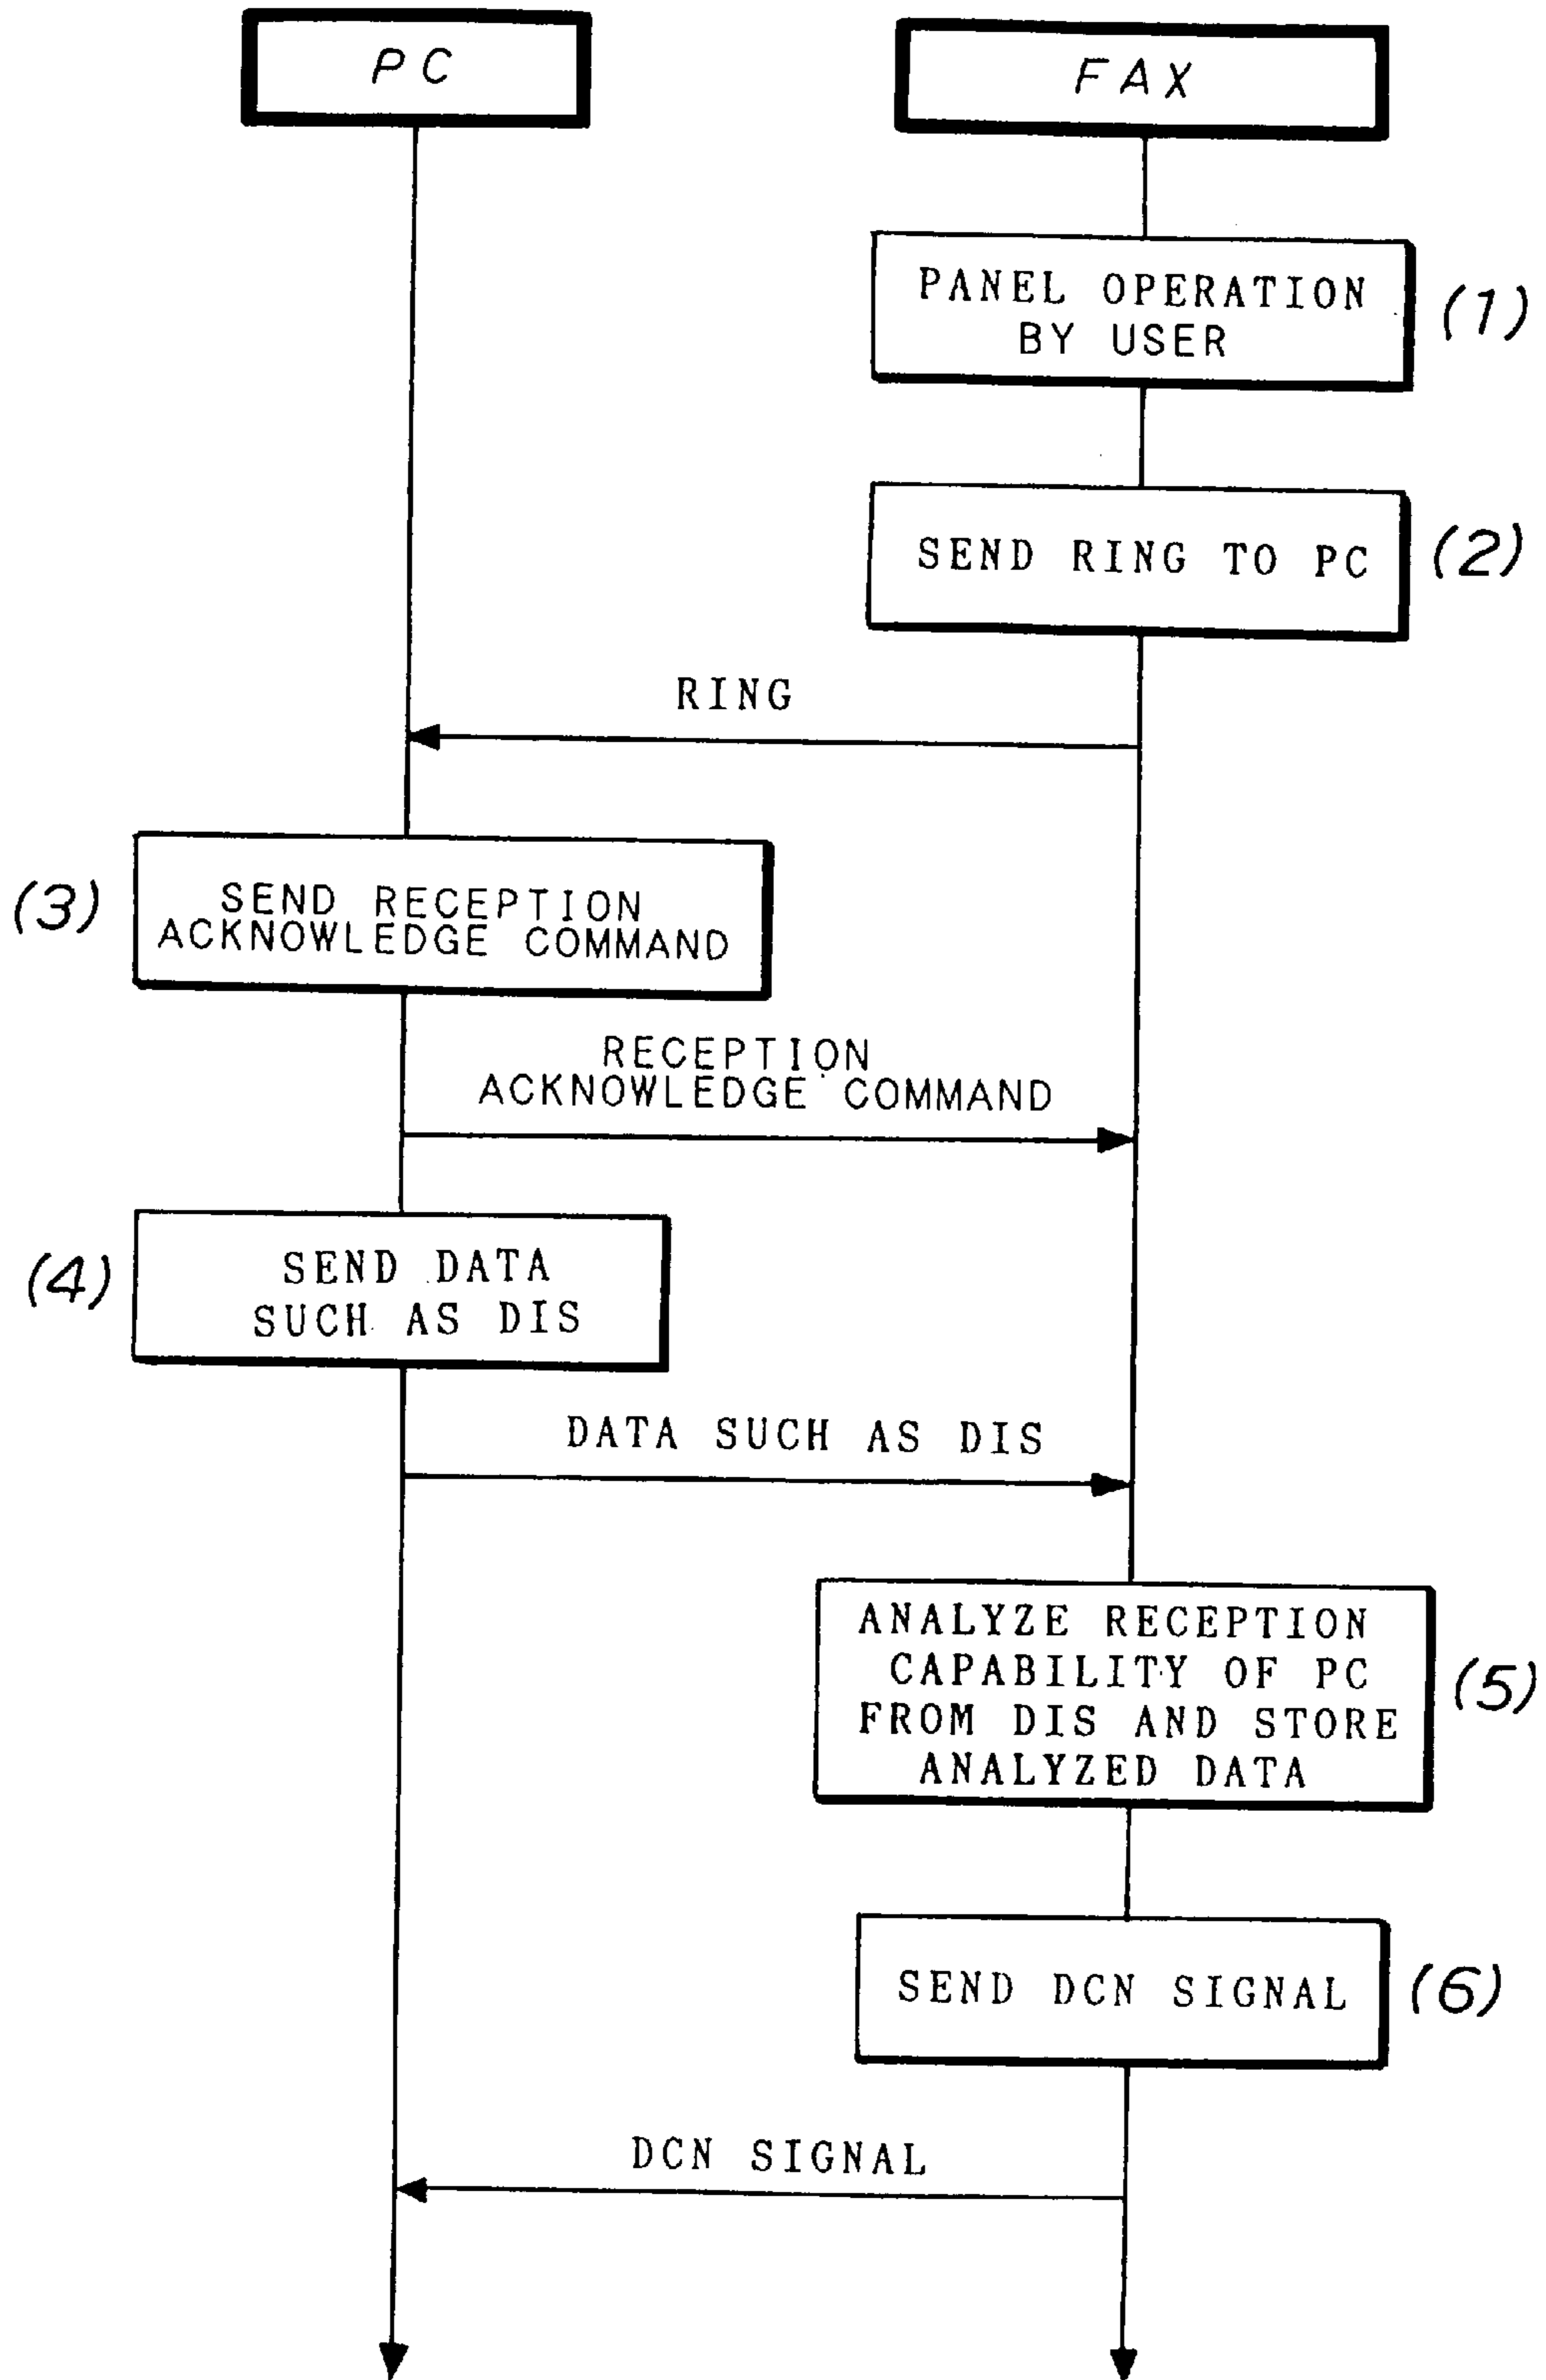 PC
FAX
PANEL OPERATION
BY USER
(1)
SEND RING TO PC
(2)
RING
(3)
SEND RECEPTION
ACKNOWLEDGE COMMAND
RECEPTION
ACKNOWLEDGE COMMAND
(4)
SEND DATA
SUCH AS DIS
DATA SUCH AS DIS
ANALYZE RECEPTION
CAPABILITY OF PC
FROM DIS AND STORE
ANALYZED DATA
(5)
SEND DCN SIGNAL
(6)
DCN SIGNAL